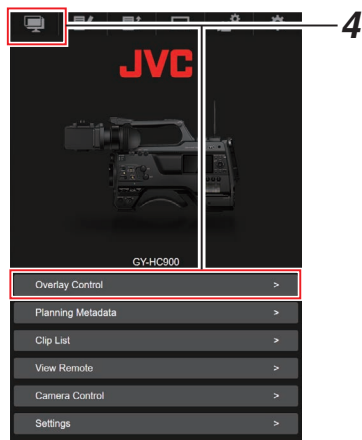 4
JVC
GY-HC900
Overlay Control >
Planning Metadata >
Clip List >
View Remote >
Camera Control >
Settings >